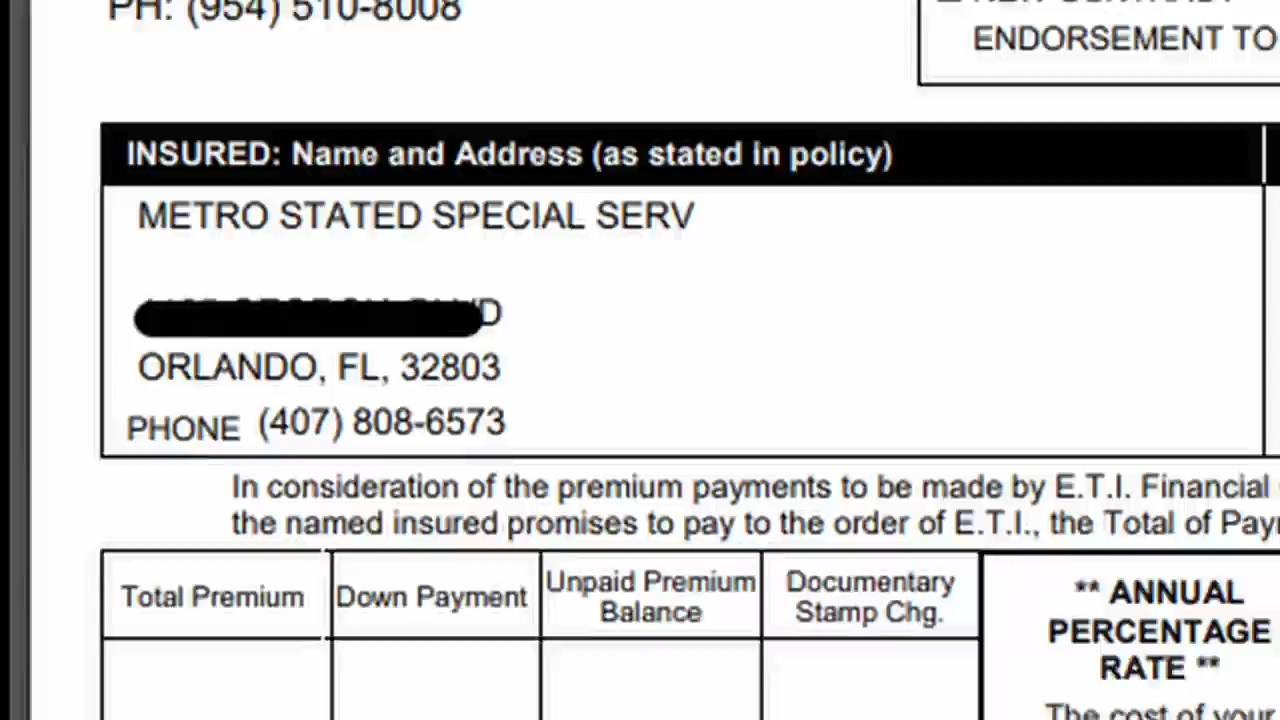 PH: (954) 510-8008
ENDORSEMENT TO
INSURED: Name and Address (as stated in policy)
METRO STATED SPECIAL SERV
ORLANDO, FL, 32803
PHONE (407) 808-6573
In consideration of the premium payments to be made by E.T.I. Financial
the named insured promises to pay to the order of E.T.I., the Total of
Total Premium
Down Payment
Unpaid Premium
Balance
Documentary
Stamp Chg.
** ANNUAL
PERCENTAGE
RATE **
The cost of your